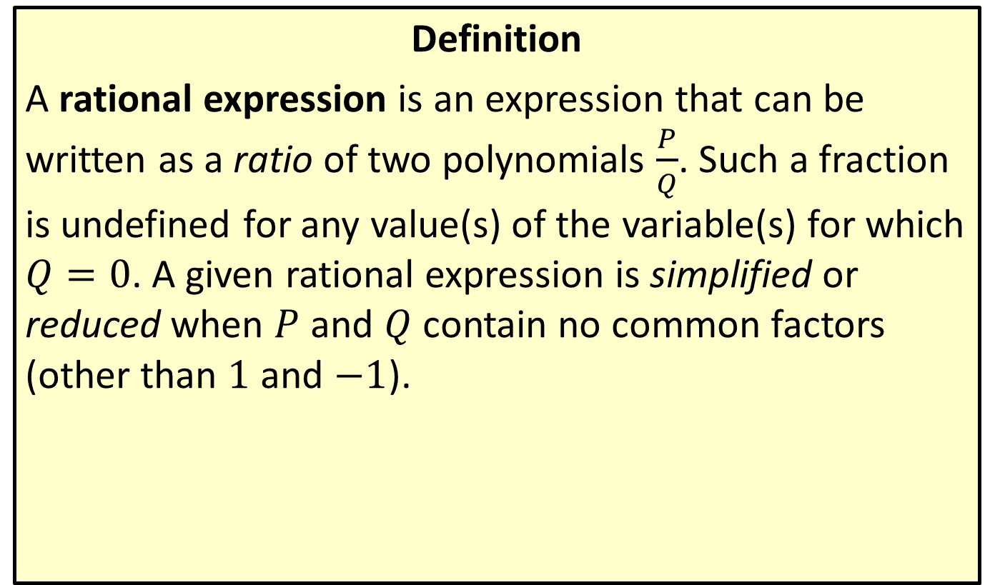 Definition
A rational expression is an expression that can be
written as a ratio of two polynomials P/Q. Such a fraction
is undefined for any value(s) of the variable(s) for which
Q = 0. A given rational expression is simplified or
reduced when P and Q contain no common factors
(other than 1 and −1).